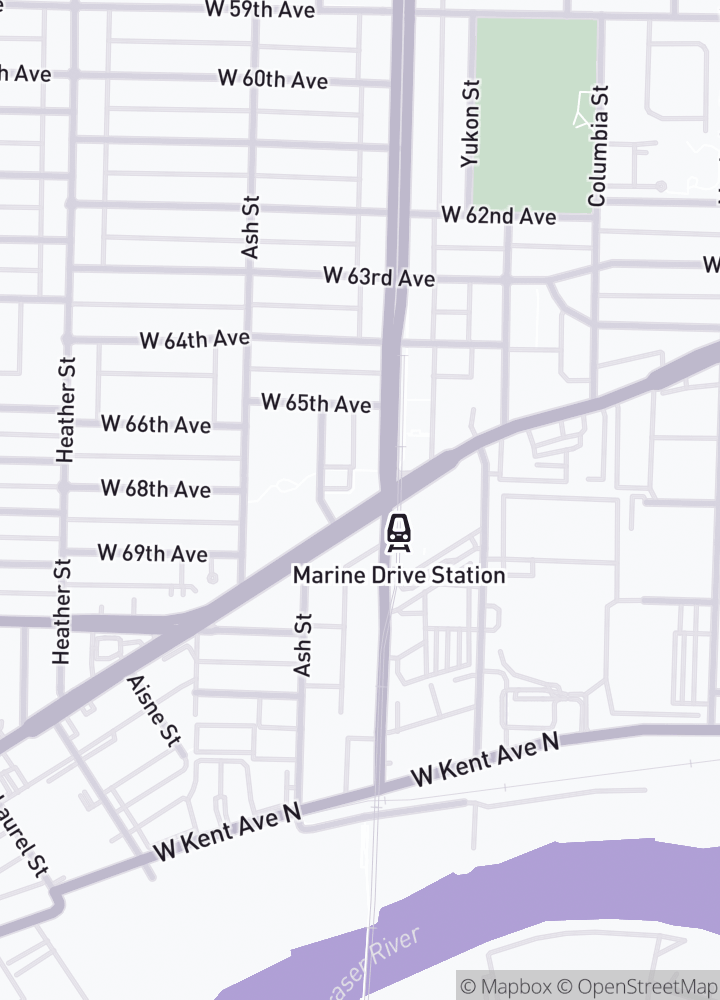 W 59th Ave
h Ave
W 60th Ave
Yukon St
Columbia St
Ash St
W 62nd Ave
W 63rd Ave
W
W 64th Ave
Heather St
W 65th Ave
W 66th Ave
W 68th Ave
W 69th Ave
Marine Drive Station
Heather St
Ash St
Aisne St
W Kent Ave N
W Kent Ave N
Laurel St
raser River
© Mapbox © OpenStreetMap